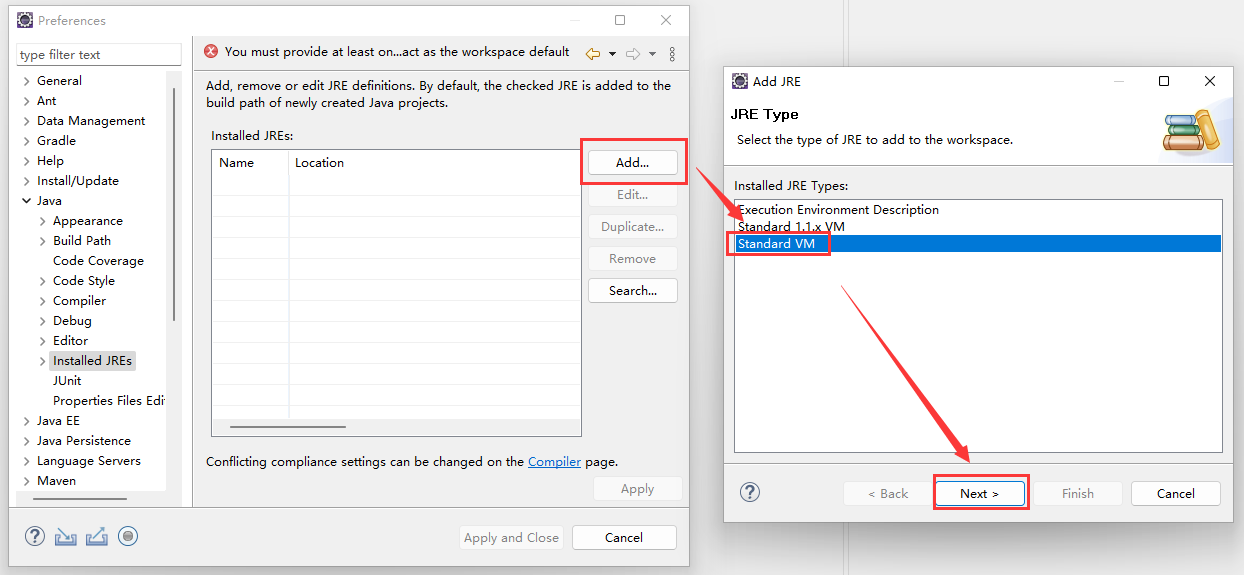 Preferences
type filter text
General
Ant
Data Management
Gradle
Help
Install/Update
Java
Appearance
Build Path
Code Coverage
Code Style
Compiler
Debug
Editor
Installed JREs
JUnit
Properties Files Edi
Java EE
Java Persistence
Language Servers
Maven
You must provide at least on...act as the workspace default
Add, remove or edit JRE definitions. By default, the checked JRE is added to the
build path of newly created Java projects.
Installed JREs:
Name Location
Add...
Edit...
Duplicate...
Remove
Search...
Conflicting compliance settings can be changed on the Compiler page.
Apply
Apply and Close Cancel
Add JRE
JRE Type
Select the type of JRE to add to the workspace.
Installed JRE Types:
Execution Environment Description
Standard 1.1.x VM
Standard VM
< Back Next > Finish Cancel